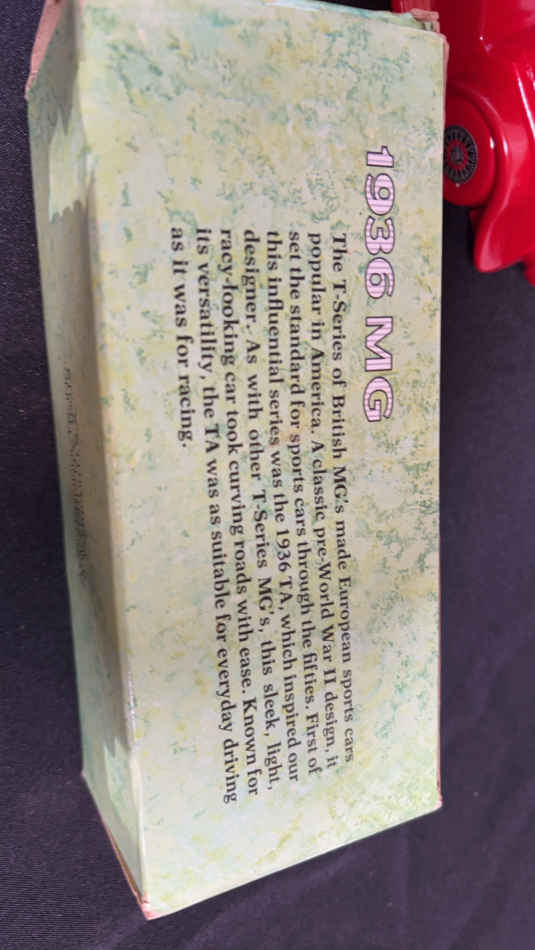 1936 MG
The T-Series of British MG's made European sports cars
popular in America. A classic pre-World War II design, it
set the standard for sports cars through the fifties. First of
this influential series was the 1936 TA, which inspired our
designer. As with other T-Series MG's, this sleek, light,
racy-looking car took curving roads with ease. Known for
its versatility, the TA was as suitable for everyday driving
as it was for racing.